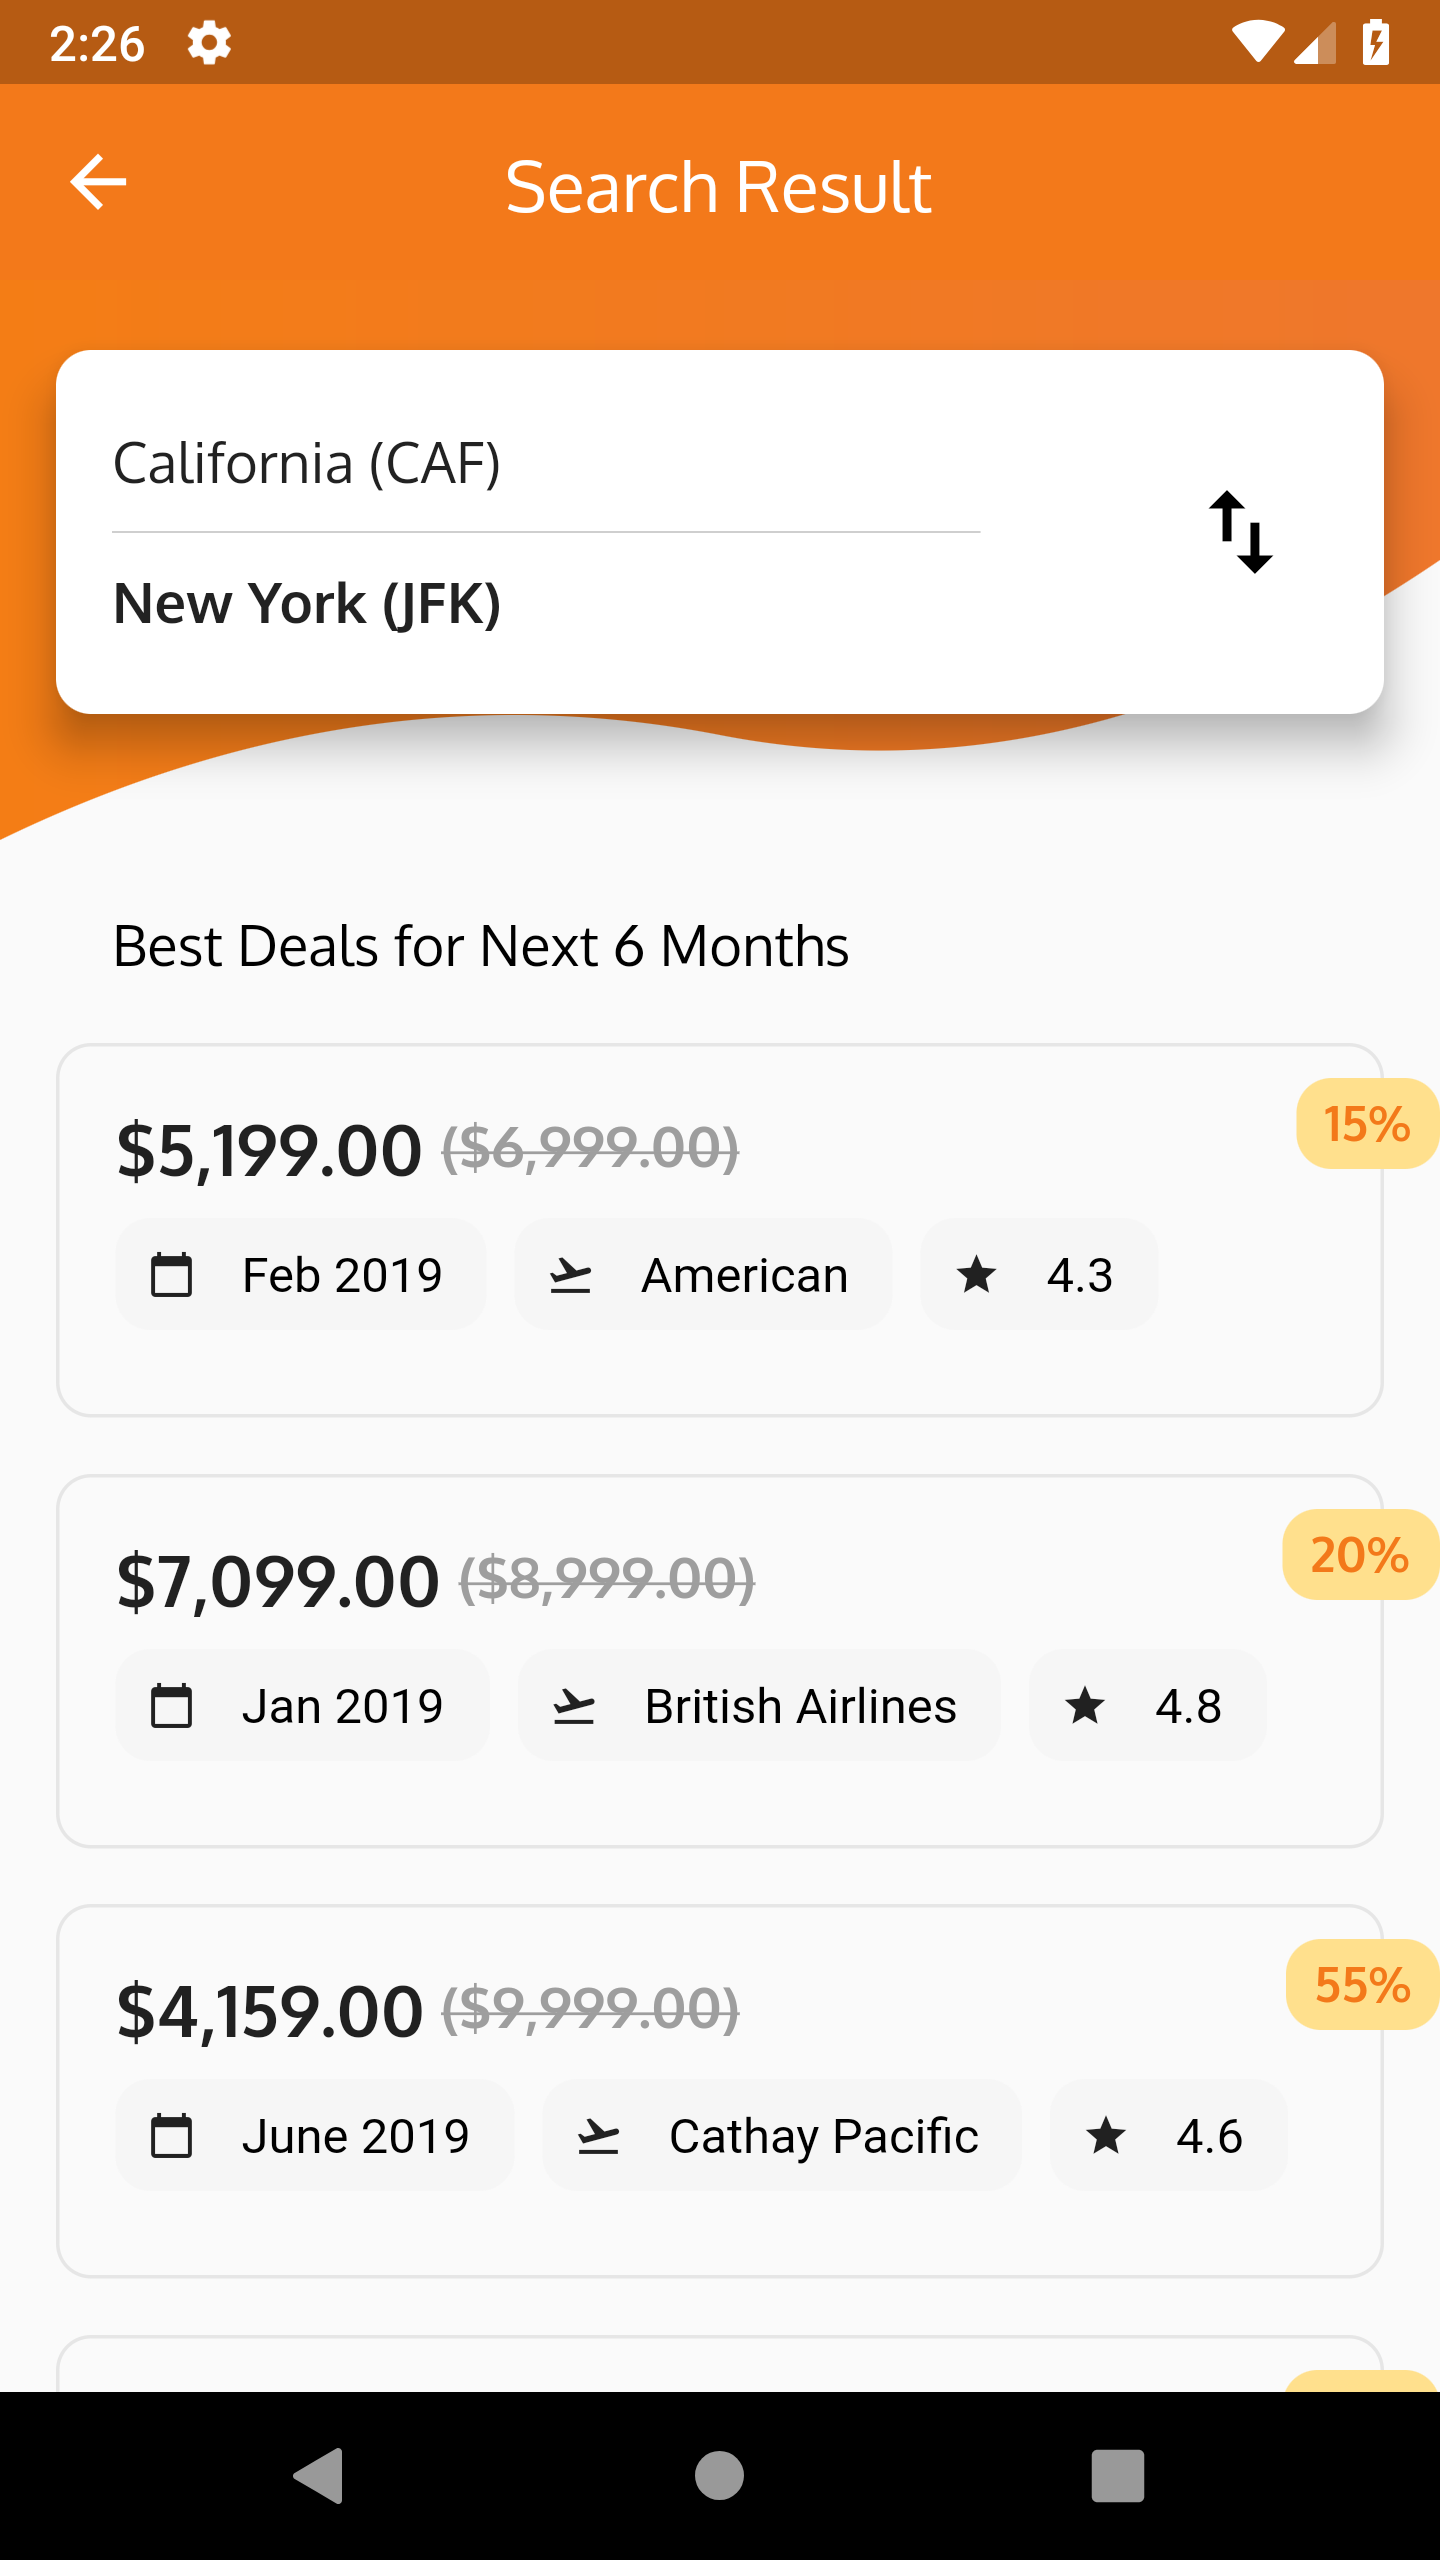 2:26
Search Result
California (CAF)
New York (JFK)
Best Deals for Next 6 Months
$5,199.00 ($6,999.00) 15%
Feb 2019 American 4.3
$7,099.00 ($8,999.00) 20%
Jan 2019 British Airlines 4.8
$4,159.00 ($9,999.00) 55%
June 2019 Cathay Pacific 4.6